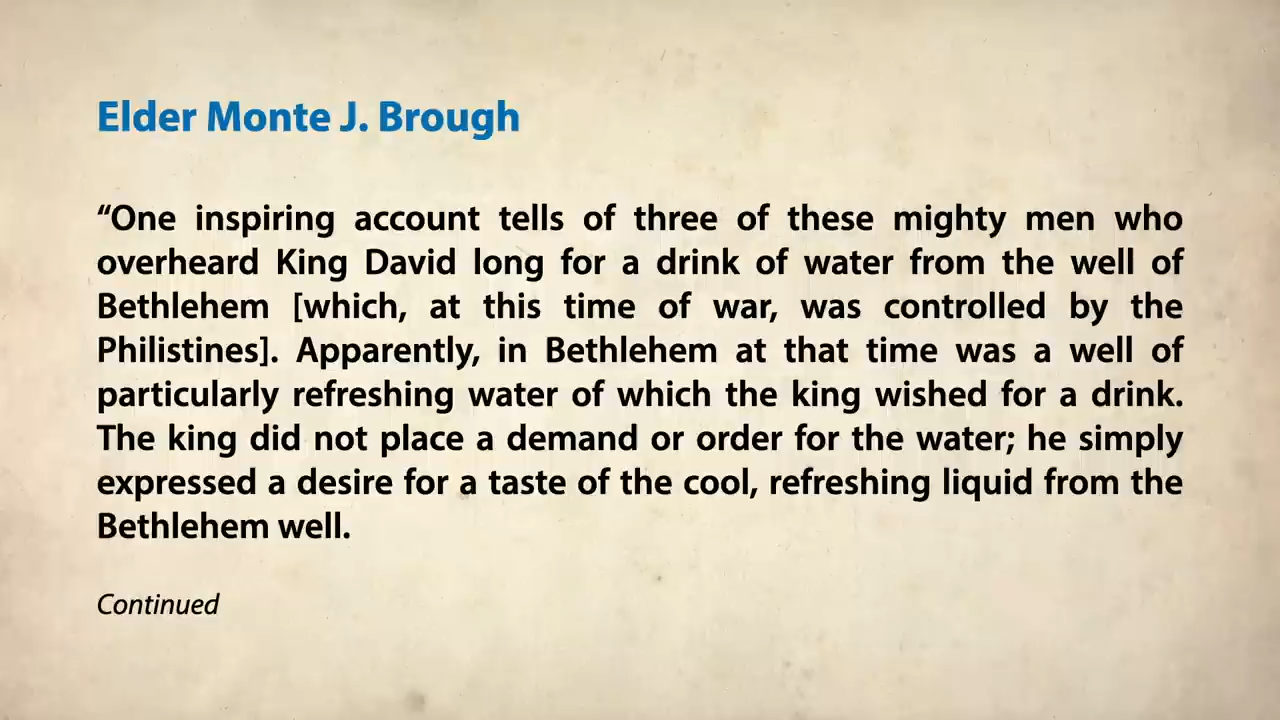 Elder Monte J. Brough
“One inspiring account tells of three of these mighty men who
overheard King David long for a drink of water from the well of
Bethlehem [which, at this time of war, was controlled by the
Philistines]. Apparently, in Bethlehem at that time was a well of
particularly refreshing water of which the king wished for a drink.
The king did not place a demand or order for the water; he simply
expressed a desire for a taste of the cool, refreshing liquid from the
Bethlehem well.
Continued